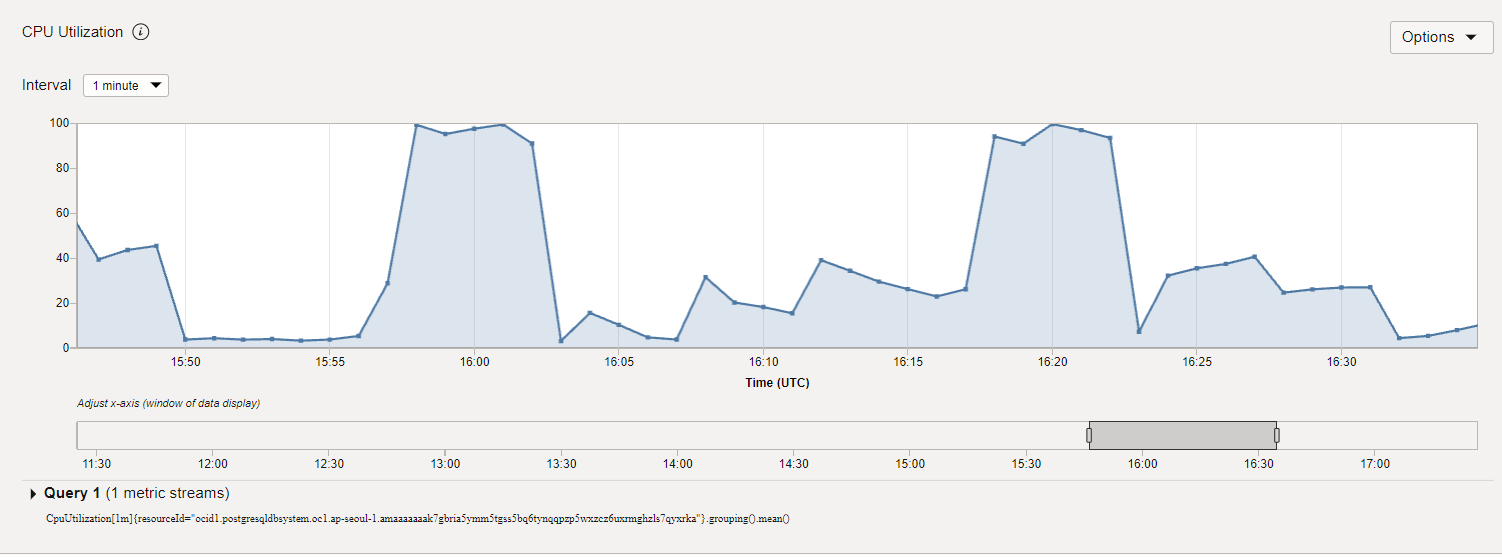 CPU Utilization i
Options
Interval 1 minute
100
80
60
40
20
0
15:50 15:55 16:00 16:05 16:10 16:15 16:20 16:25 16:30
Time (UTC)
Adjust x-axis (window of data display)
11:30 12:00 12:30 13:00 13:30 14:00 14:30 15:00 15:30 16:00 16:30 17:00
Query 1 (1 metric streams)
CpuUtilization[1m]{resourceId="ocid1.postgresqldbsystem.oc1.ap-seoul-1.amaaaaaaak7gbria5ymm5tgss5bq6tynqqpzp5wxzcz6uxrmghzls7qyxrka"}.grouping().mean()